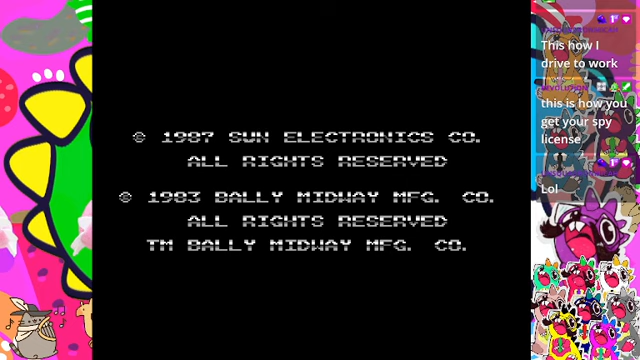 © 1987 SUN ELECTRONICS CO.
ALL RIGHTS RESERVED
© 1983 BALLY MIDWAY MFG. CO.
ALL RIGHTS RESERVED
TM BALLY MIDWAY MFG. CO.
This how I
drive to work
this is how you
get your spy
license
Lol